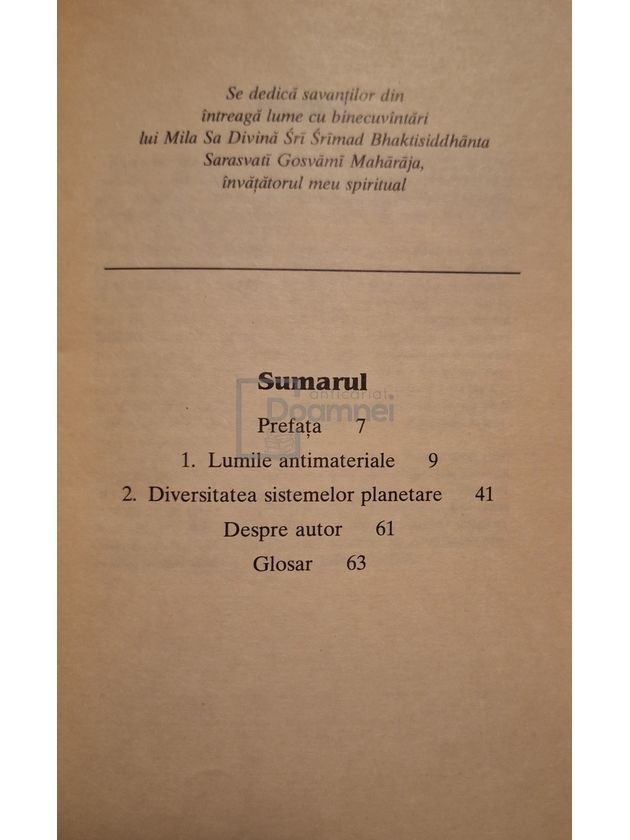 Se dedică savanților din
întreagă lume cu binecuvîntări
lui Mila Sa Divină Śrī Śrīmad Bhaktisiddhānta
Sarasvatī Gosvāmī Mahārāja,
învățătorul meu spiritual
Sumarul
anticariat
Doamnei
Prefața 7
1. Lumile antimateriale 9
2. Diversitatea sistemelor planetare 41
Despre autor 61
Glosar 63